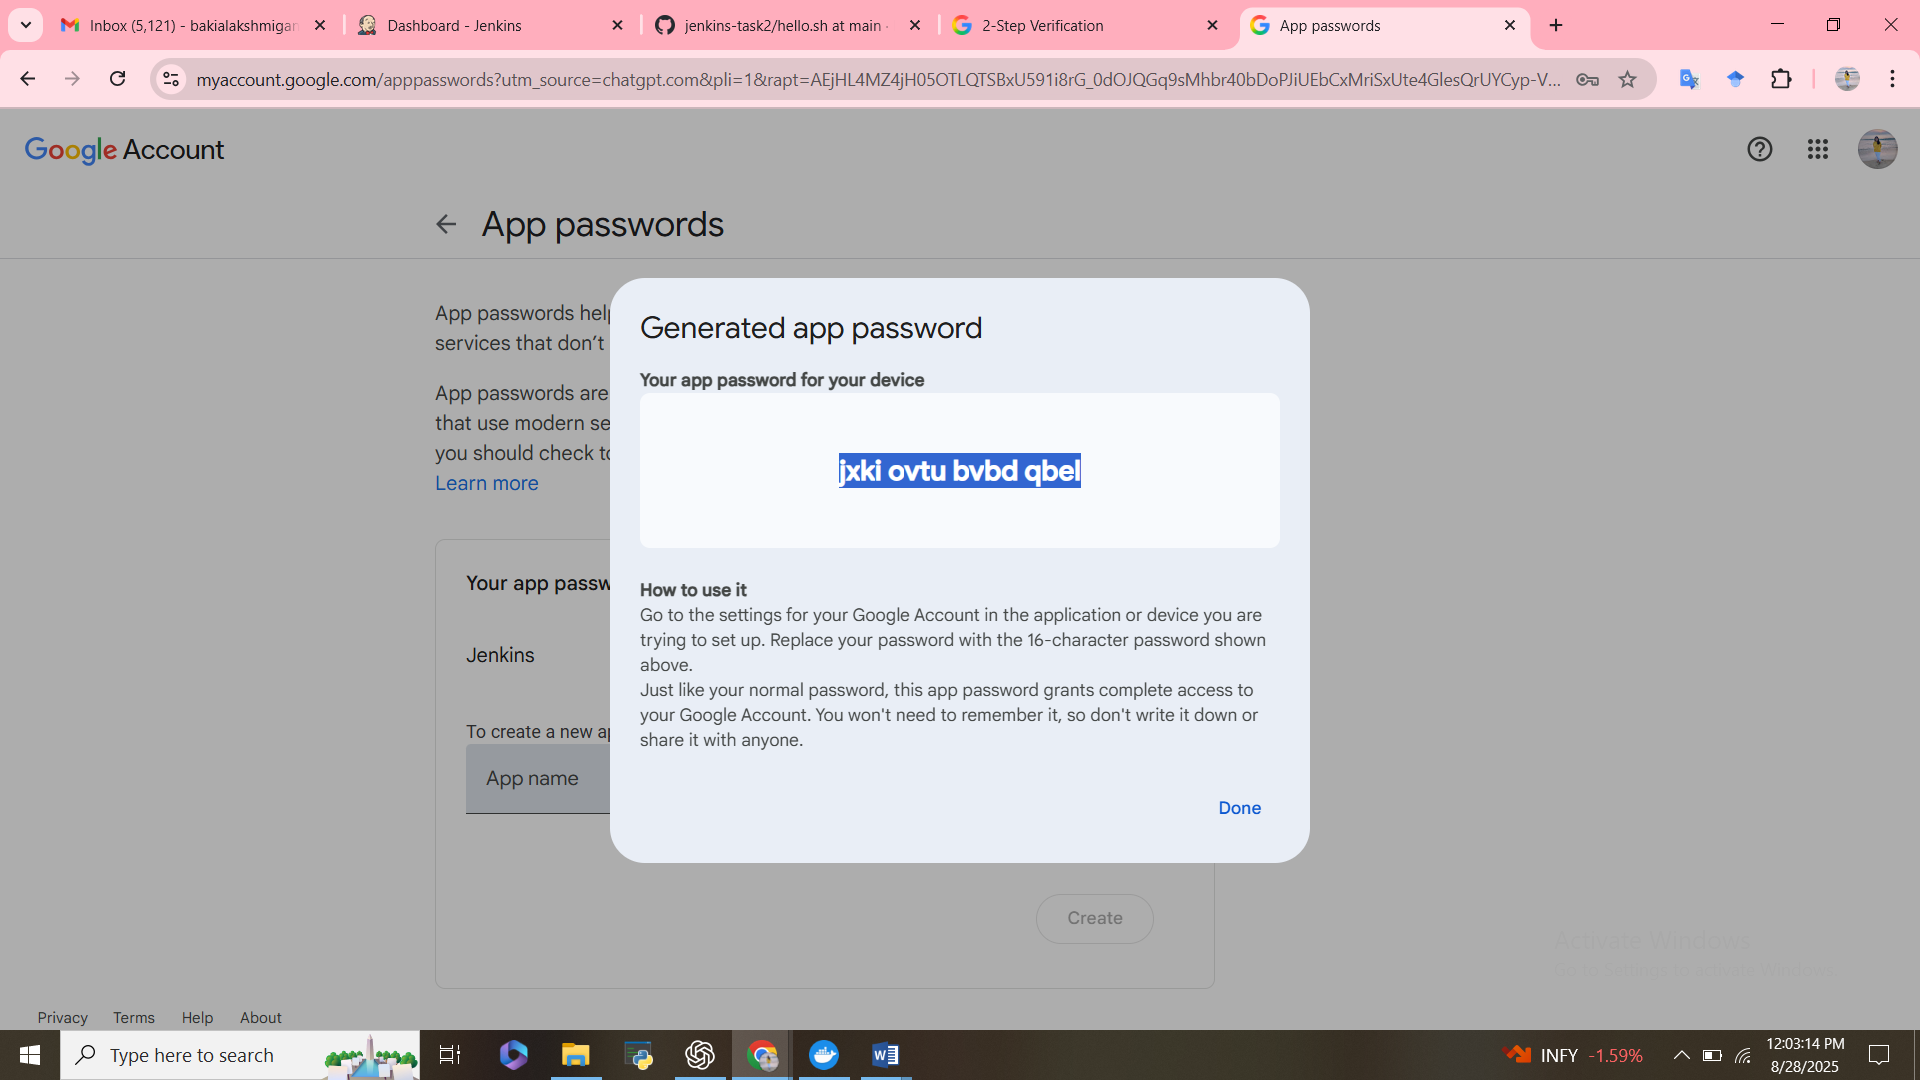 Inbox (5,121) - bakialakshmigan
Dashboard - Jenkins
jenkins-task2/hello.sh at main ·
2-Step Verification
App passwords
myaccount.google.com/apppasswords?utm_source=chatgpt.com&pli=1&rapt=AEjHL4MZ4jH05OTLQTSBxU591i8rG_0dOJQGq9sMhbr40bDoPJiUEbCxMriSxUte4GlesQrUYCyp-V...
Google Account
App passwords
App passwords help
services that don't
App passwords are
that use modern se
you should check to
Learn more
Your app passw
Jenkins
To create a new ap
App name
Create
Generated app password
Your app password for your device
jxki ovtu bvbd qbel
How to use it
Go to the settings for your Google Account in the application or device you are
trying to set up. Replace your password with the 16-character password shown
above.
Just like your normal password, this app password grants complete access to
your Google Account. You won't need to remember it, so don't write it down or
share it with anyone.
Done
Activate Windows
Privacy
Terms
Help
About
Type here to search
INFY -1.59%
12:03:14 PM
8/28/2025